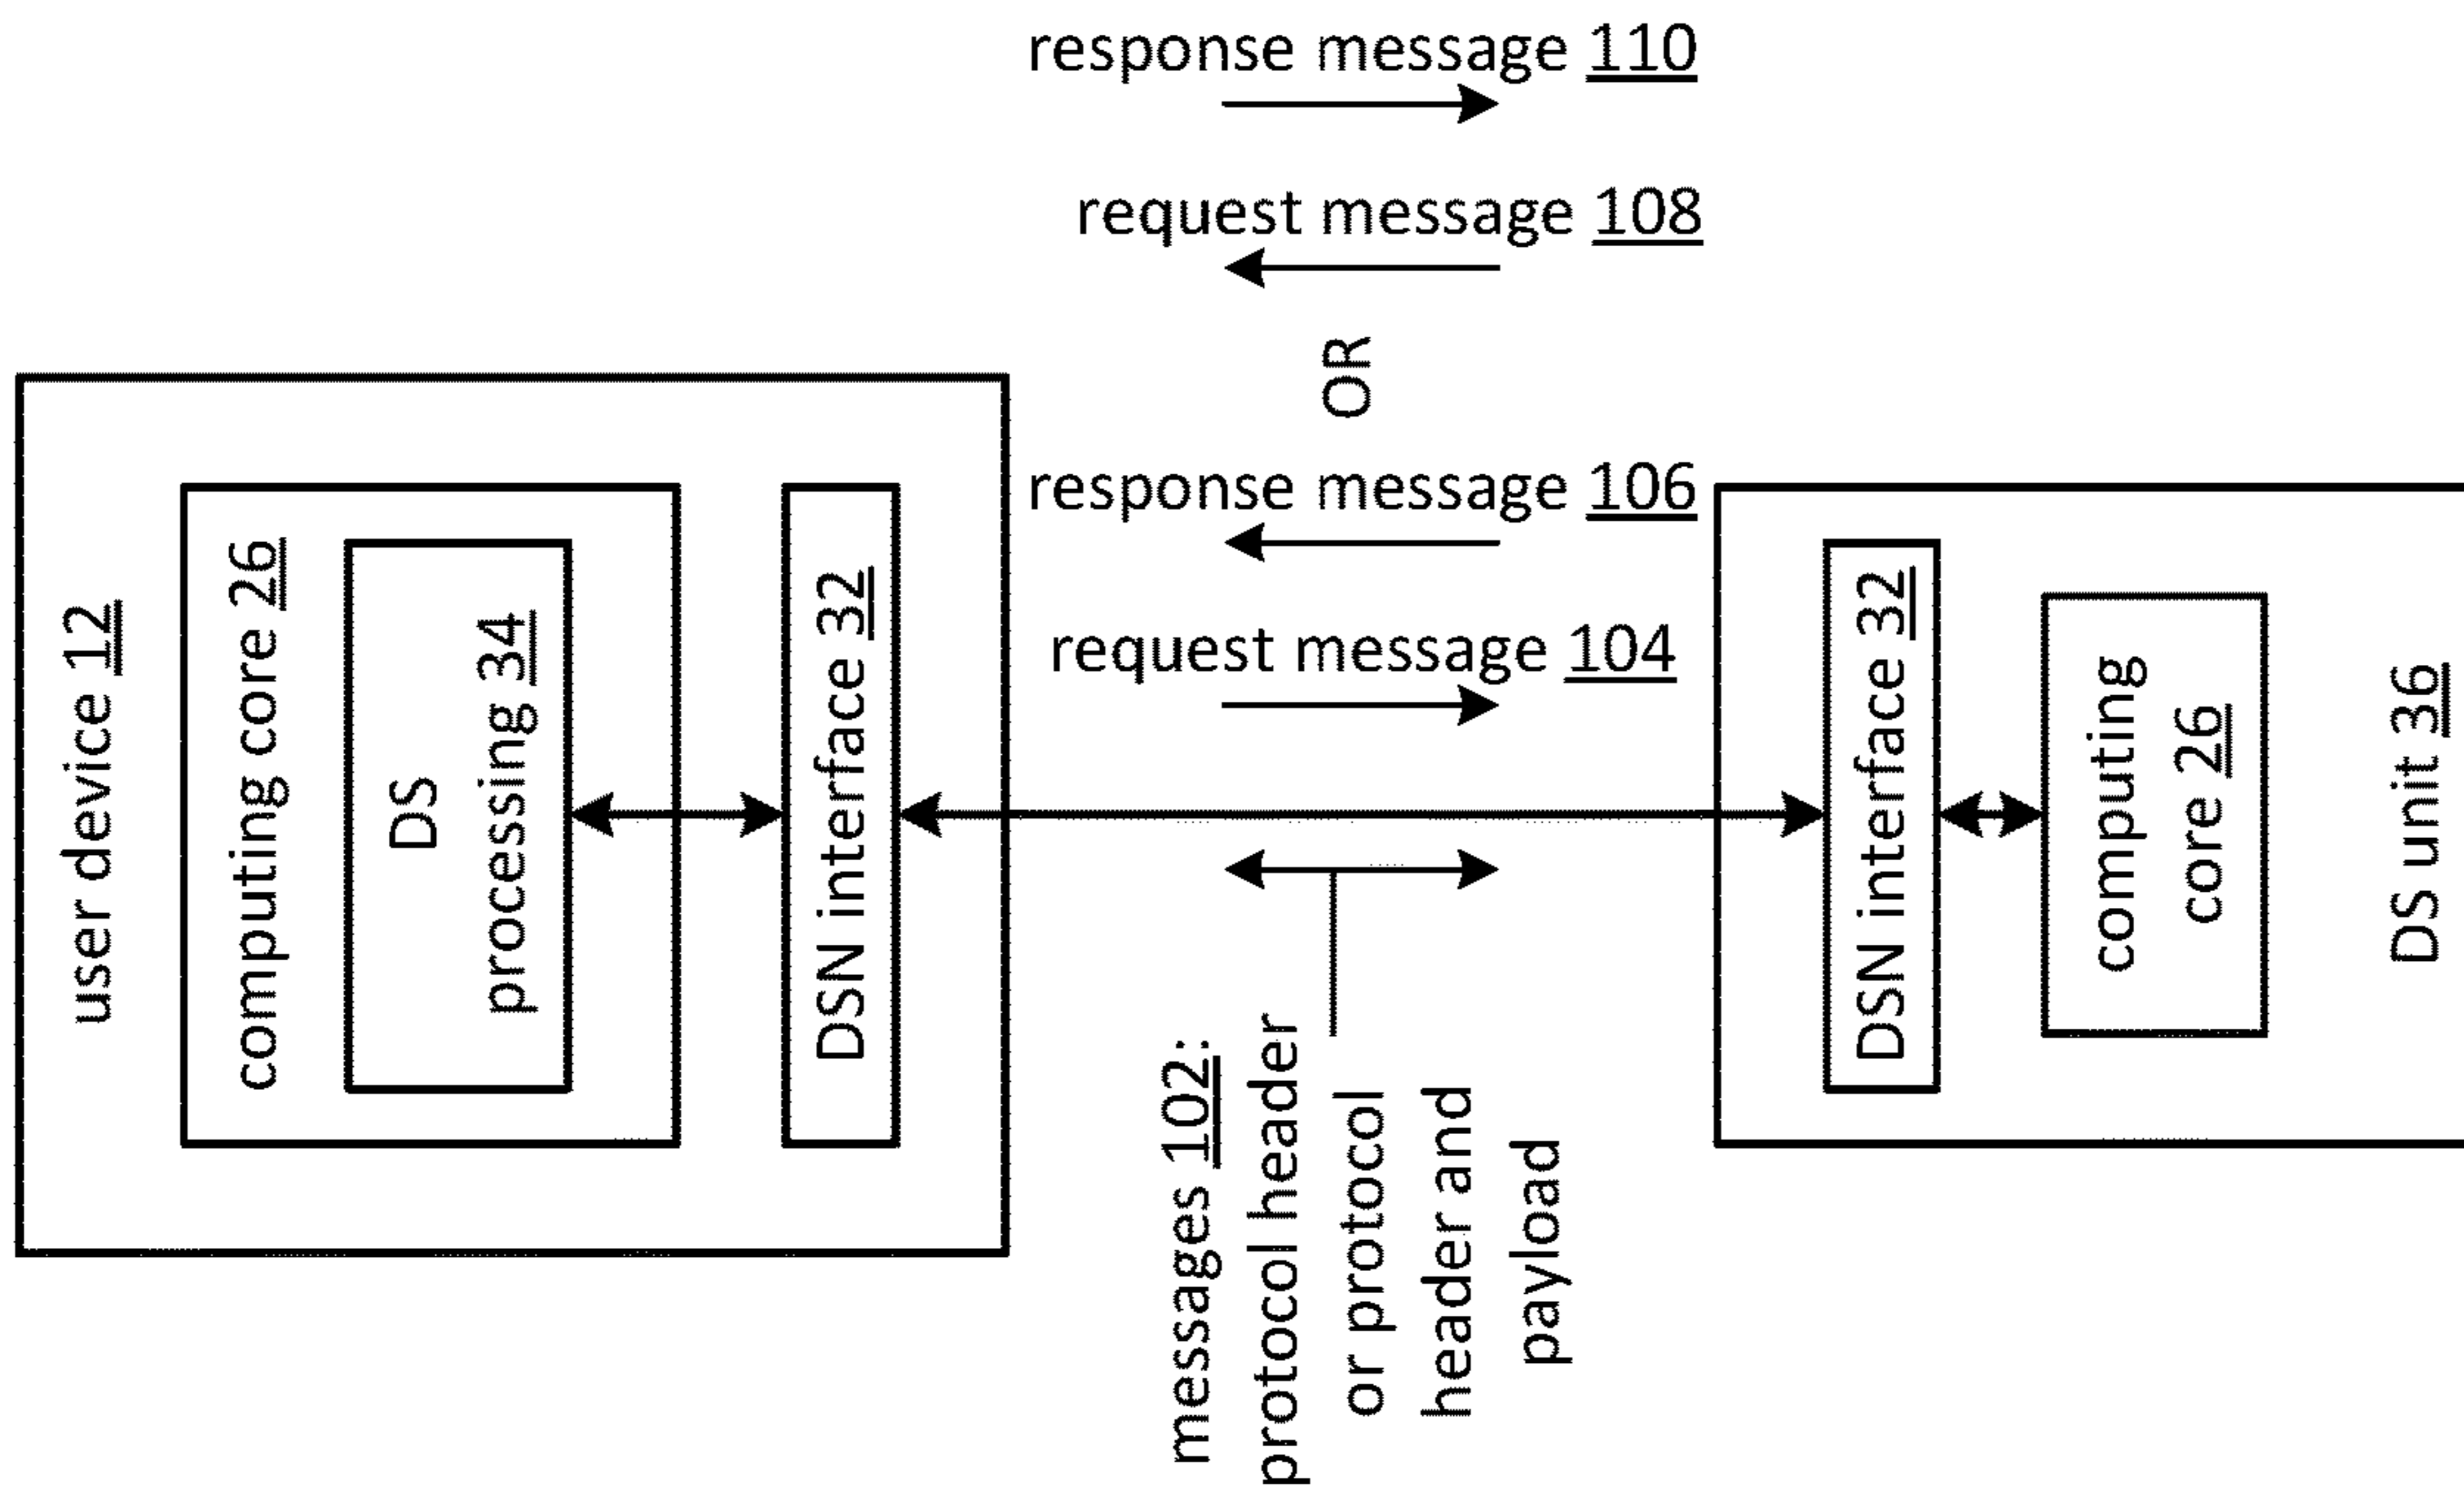 user device 12
computing core 26
DS
processing 34
DSN interface 32
messages 102:
protocol header
or protocol
header and
payload
request message 104
response message 106
OR
request message 108
response message 110
DSN interface 32
computing
core 26
DS unit 36